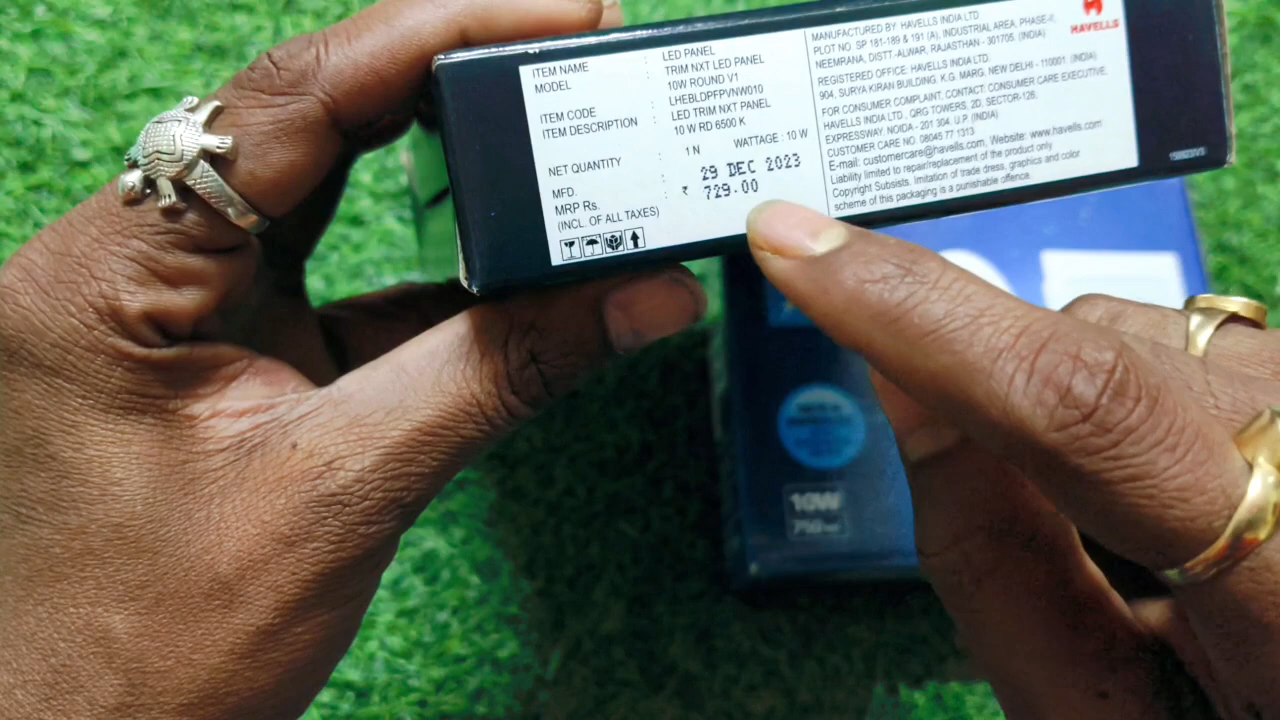 ITEM NAME : LED PANEL
MODEL TRIM NXT LED PANEL
10W ROUND V1
ITEM CODE : LHEBLDPFPVNW010
ITEM DESCRIPTION : LED TRIM NXT PANEL
10 W RD 6500 K
NET QUANTITY : 1 N WATTAGE : 10 W
MFD. : 29 DEC 2023
MRP Rs. ₹ 729.00
(INCL. OF ALL TAXES)
MANUFACTURED BY: HAVELLS INDIA LTD.
PLOT NO. SP 181-189 & 191 (A), INDUSTRIAL AREA, PHASE-II,
NEEMRANA, DISTT.-ALWAR, RAJASTHAN - 301705. (INDIA)
REGISTERED OFFICE: HAVELLS INDIA LTD.
904, SURYA KIRAN BUILDING, K.G. MARG, NEW DELHI - 110001. (INDIA)
FOR CONSUMER COMPLAINT, CONTACT: CONSUMER CARE EXECUTIVE,
HAVELLS INDIA LTD., QRG TOWERS, 2D, SECTOR-126,
EXPRESSWAY, NOIDA - 201 304. U.P. (INDIA)
CUSTOMER CARE NO. 08045 77 1313
E-mail: customercare@havells.com, Website: www.havells.com
Liability limited to repair/replacement of the product only
Copyright Subsists. Imitation of trade dress, graphics and color
scheme of this packaging is a punishable offence.
HAVELLS
10W